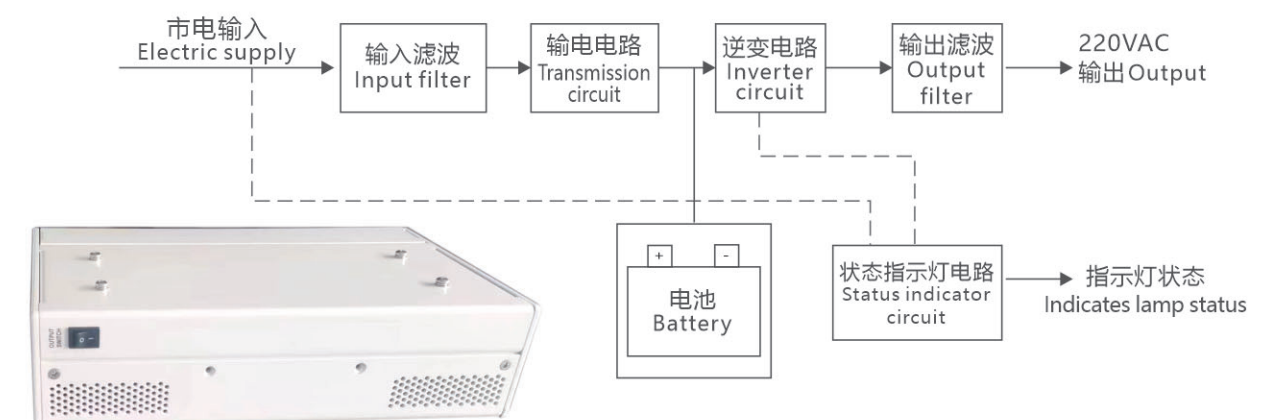 市电输入
Electric supply
输入滤波
Input filter
输电电路
Transmission
circuit
逆变电路
Inverter
circuit
输出滤波
Output
filter
220VAC
输出Output
+ -
电池
Battery
状态指示灯电路
Status indicator
circuit
指示灯状态
Indicates lamp status
OUTPUT
SWITCH